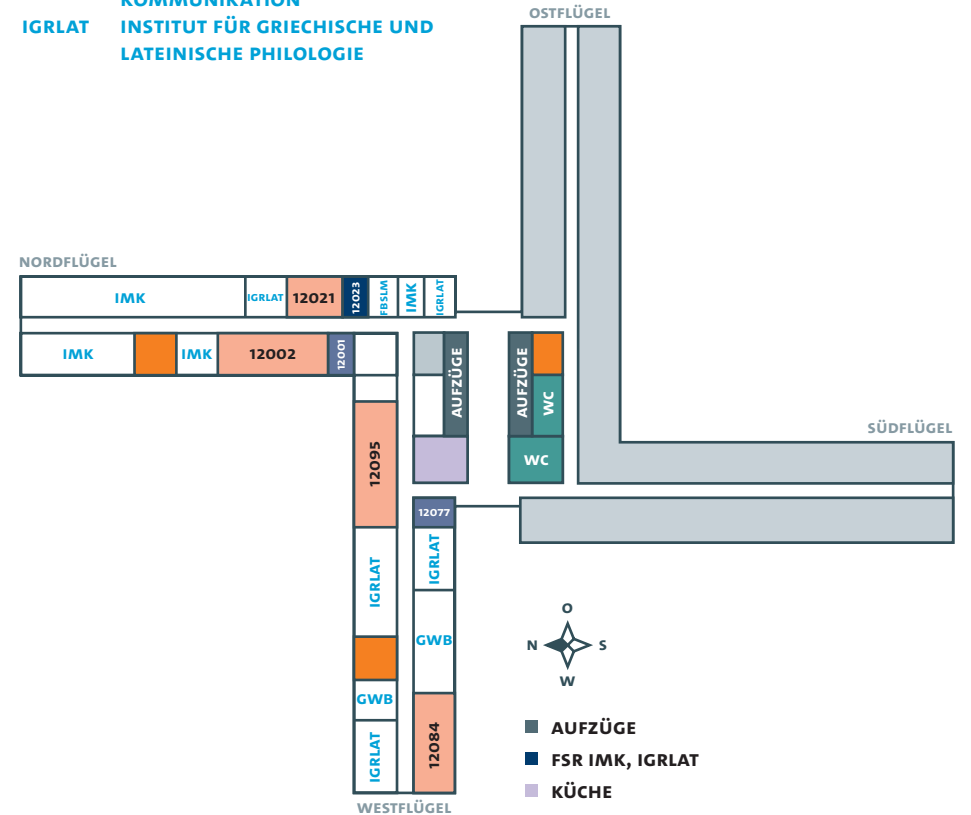 KOMMUNIKATION
IGRLAT INSTITUT FÜR GRIECHISCHE UND
LATEINISCHE PHILOLOGIE
OSTFLÜGEL
NORDFLÜGEL
IMK
IGRLAT
12021
12023
FBSLM
IMK
IGRLAT
IMK
IMK
12002
12001
AUFZÜGE
AUFZÜGE
WC
WC
SÜDFLÜGEL
12095
12077
IGRLAT
IGRLAT
GWB
GWB
IGRLAT
12084
WESTFLÜGEL
O
N
S
W
AUFZÜGE
FSR IMK, IGRLAT
KÜCHE